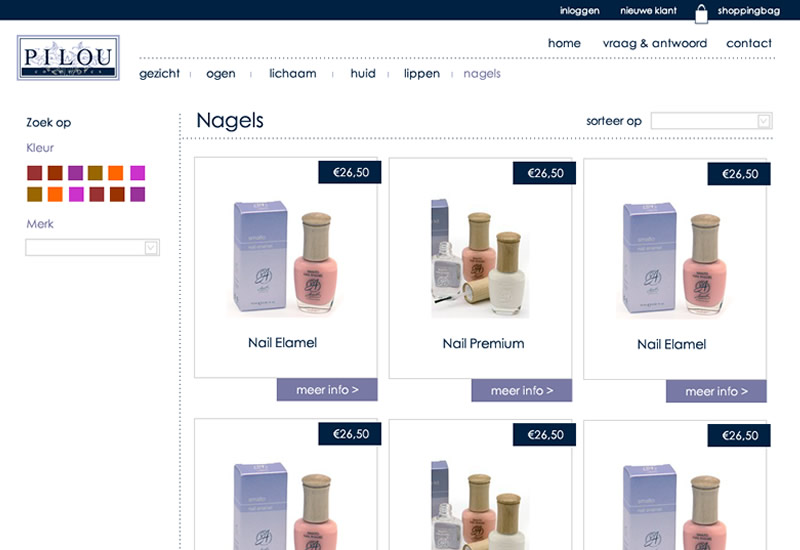 inloggen nieuwe klant shoppingbag
PILOU
home vraag & antwoord contact
gezicht ogen lichaam huid lippen nagels
Zoek op
Kleur
Merk
Nagels
sorteer op
€26,50 €26,50 €26,50
Nail Elamel Nail Premium Nail Elamel
meer info > meer info > meer info >
€26,50 €26,50 €26,50